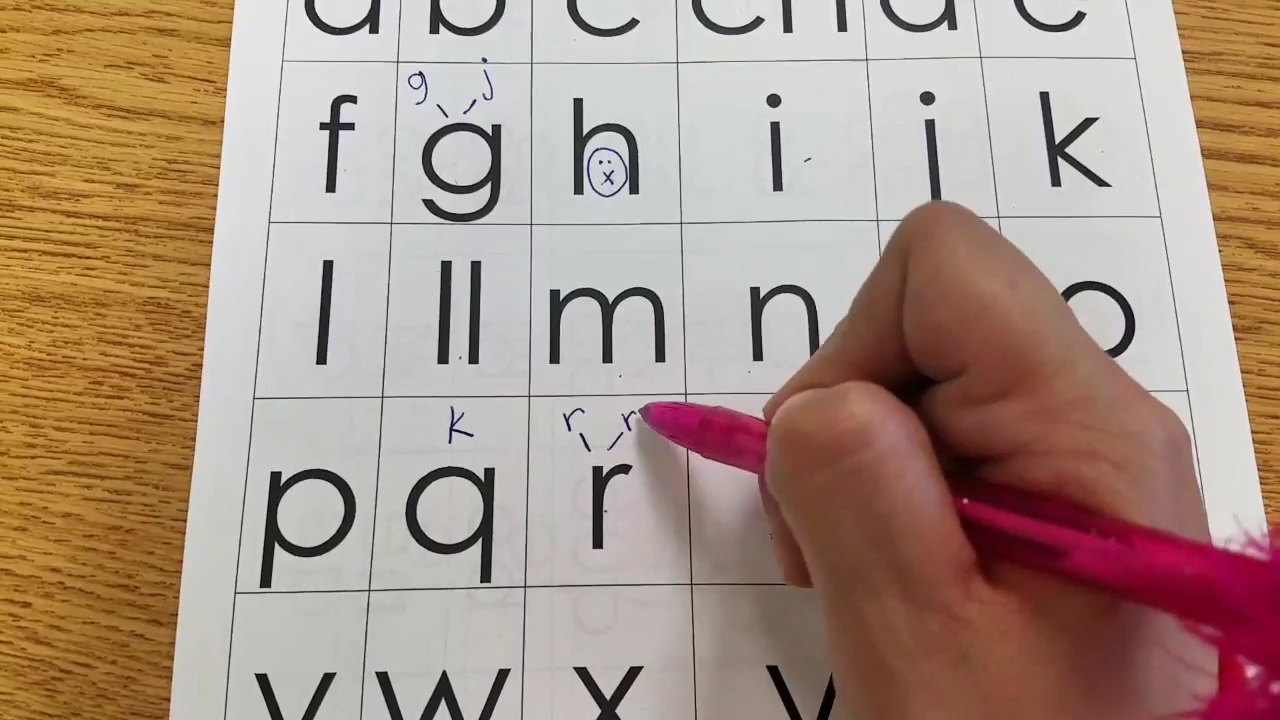 a b c ch d e
g j
f g h i j k
x
l ll m n o
k r r
p q r
v w x y